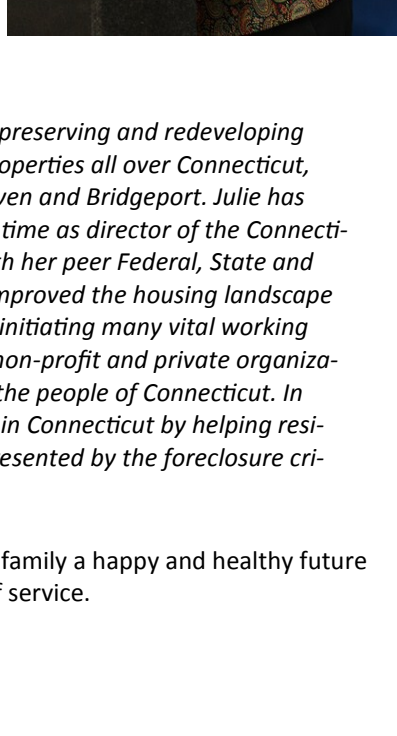 preserving and redeveloping
operties all over Connecticut,
ven and Bridgeport. Julie has
time as director of the Connecti-
th her peer Federal, State and
mproved the housing landscape
initiating many vital working
non-profit and private organiza-
the people of Connecticut. In
in Connecticut by helping resi-
esented by the foreclosure cri-
family a happy and healthy future
f service.